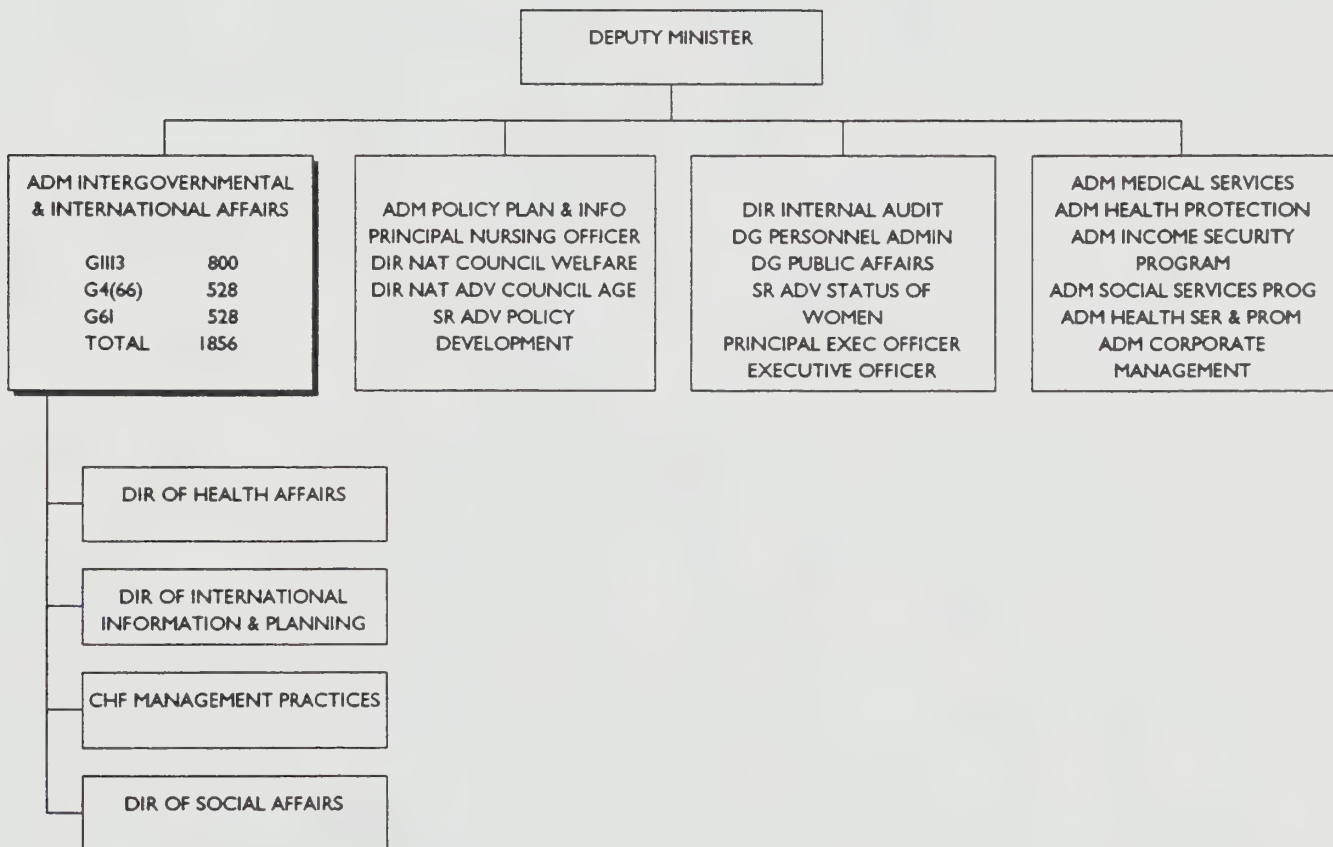 DEPUTY MINISTER
ADM INTERGOVERNMENTAL
& INTERNATIONAL AFFAIRS
GIII3 800
G4(66) 528
G6I 528
TOTAL 1856
ADM POLICY PLAN & INFO
PRINCIPAL NURSING OFFICER
DIR NAT COUNCIL WELFARE
DIR NAT ADV COUNCIL AGE
SR ADV POLICY
DEVELOPMENT
DIR INTERNAL AUDIT
DG PERSONNEL ADMIN
DG PUBLIC AFFAIRS
SR ADV STATUS OF
WOMEN
PRINCIPAL EXEC OFFICER
EXECUTIVE OFFICER
ADM MEDICAL SERVICES
ADM HEALTH PROTECTION
ADM INCOME SECURITY
PROGRAM
ADM SOCIAL SERVICES PROG
ADM HEALTH SER & PROM
ADM CORPORATE
MANAGEMENT
DIR OF HEALTH AFFAIRS
DIR OF INTERNATIONAL
INFORMATION & PLANNING
CHF MANAGEMENT PRACTICES
DIR OF SOCIAL AFFAIRS